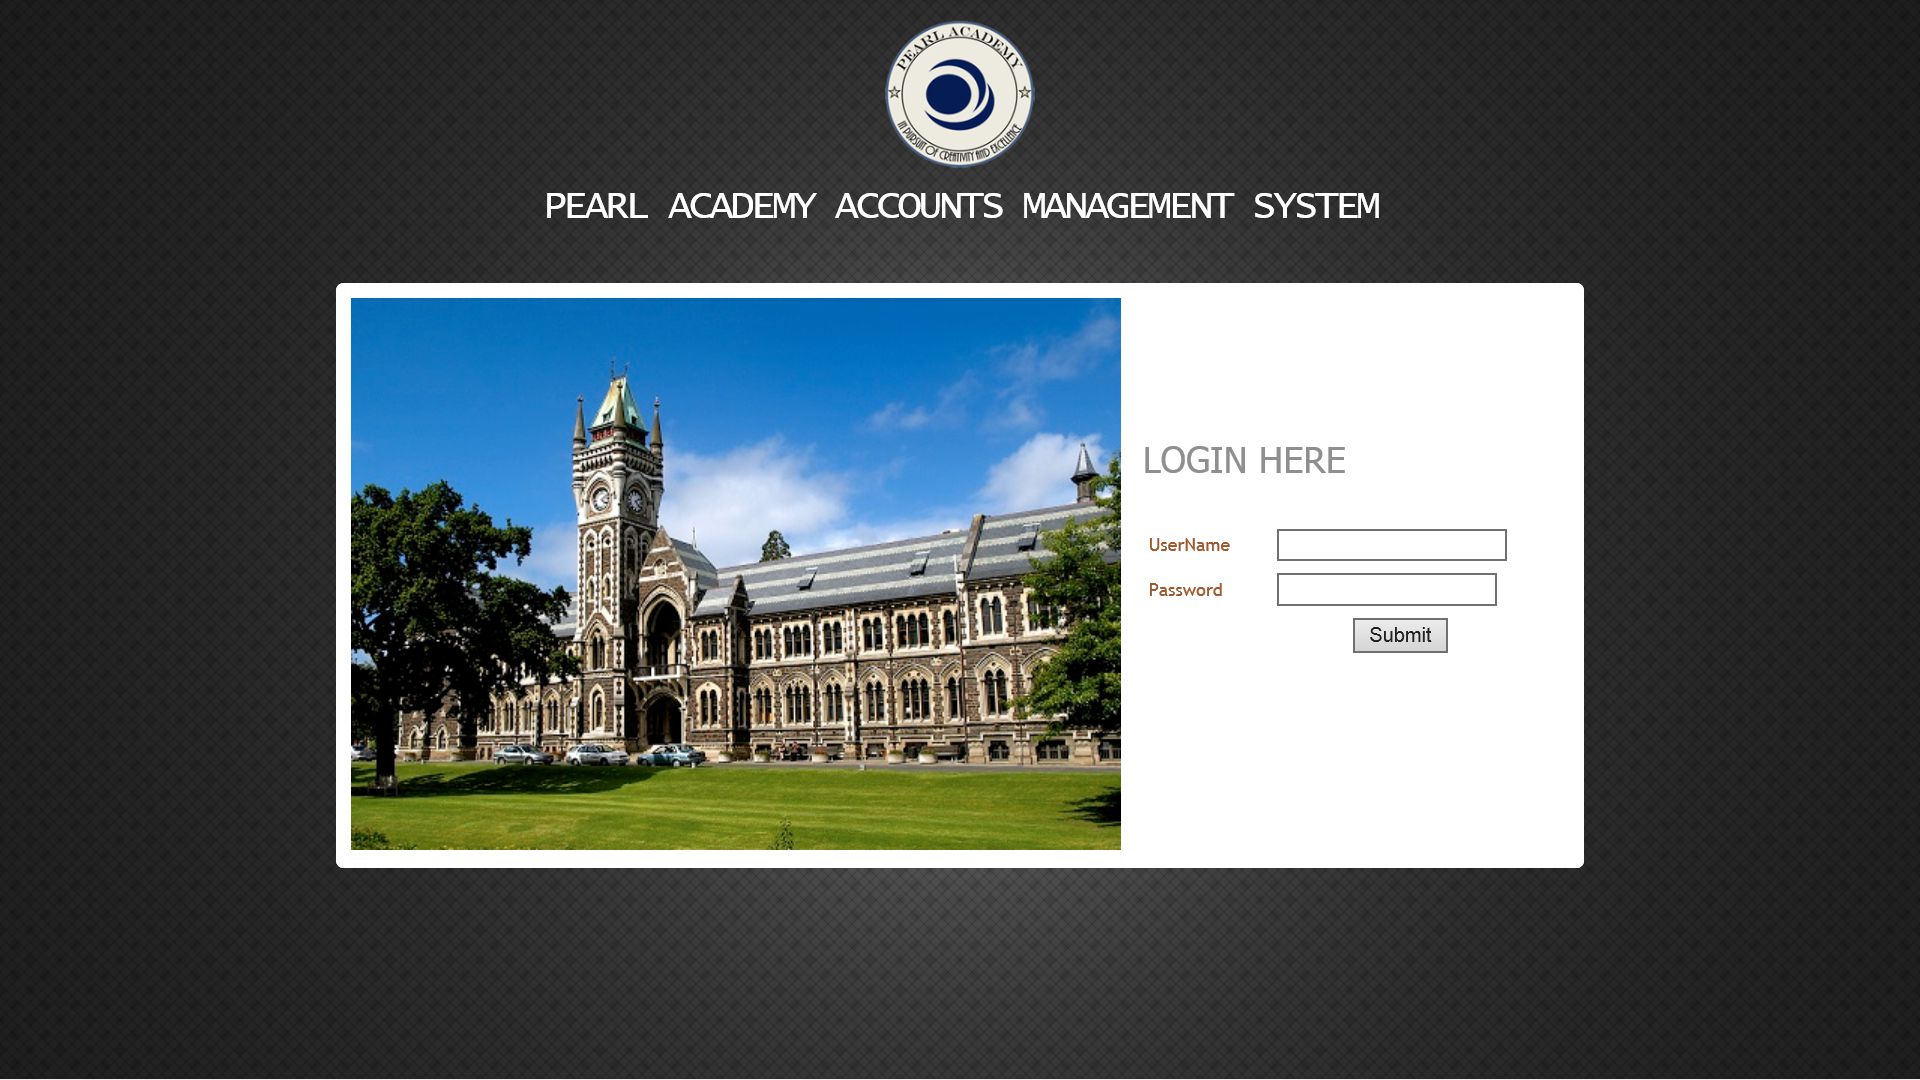 PEARL ACADEMY
IN PURSUIT OF CREATIVITY AND EXCELLENCE
PEARL ACADEMY ACCOUNTS MANAGEMENT SYSTEM
LOGIN HERE
UserName
Password
Submit